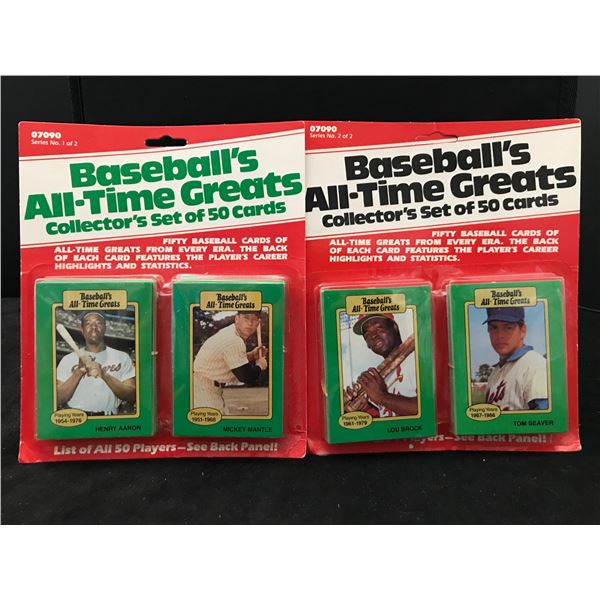 07090
Series No. 1 of 2
Baseball's
All-Time Greats
Collector's Set of 50 Cards
FIFTY BASEBALL CARDS OF
ALL-TIME GREATS FROM EVERY ERA. THE BACK
OF EACH CARD FEATURES THE PLAYER'S CAREER
HIGHLIGHTS AND STATISTICS.
Baseball's
All-Time Greats
Playing Years
1954-1976
HENRY AARON
Baseball's
All-Time Greats
Playing Years
1951-1968
MICKEY MANTLE
List of All 50 Players—See Back Panel!
07090
Series No. 2 of 2
Baseball's
All-Time Greats
Collector's Set of 50 Cards
FIFTY BASEBALL CARDS OF
ALL-TIME GREATS FROM EVERY ERA. THE BACK
OF EACH CARD FEATURES THE PLAYER'S CAREER
HIGHLIGHTS AND STATISTICS.
Baseball's
All-Time Greats
Playing Years
1961-1979
LOU BROCK
Baseball's
All-Time Greats
Playing Years
1967-1986
TOM SEAVER
Players—See Back Panel!